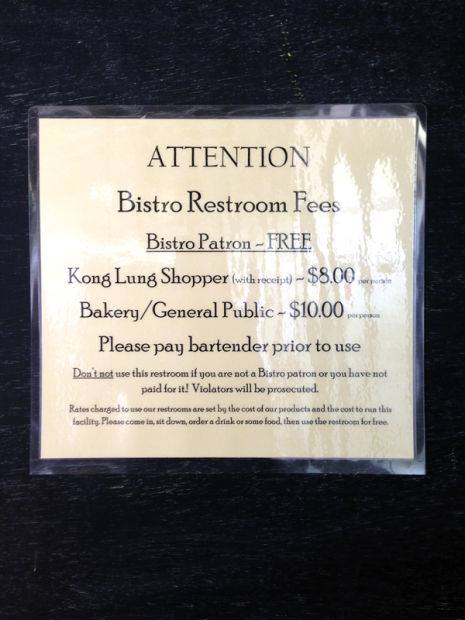 ATTENTION
Bistro Restroom Fees
Bistro Patron ~ FREE
Kong Lung Shopper (with receipt) ~ $8.00 per person
Bakery/General Public ~ $10.00 per person
Please pay bartender prior to use
Don't not use this restroom if you are not a Bistro patron or you have not
paid for it! Violators will be prosecuted.
Rates charged to use our restrooms are set by the cost of our products and the cost to run this
facility. Please come in, sit down, order a drink or some food, then use the restroom for free.